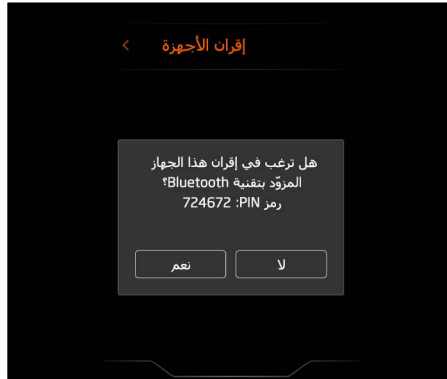 إقران الأجهزة
هل ترغب في إقران هذا الجهاز
المزوّد بتقنية Bluetooth؟
رمز PIN: 724672
لا
نعم